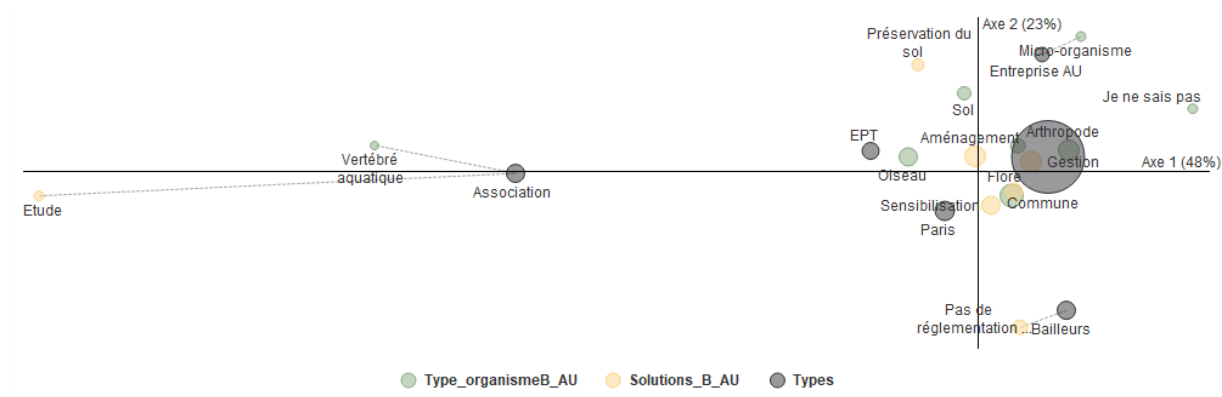 Axe 2 (23%)
Préservation du
sol
Micro-organisme
Entreprise AU
Je ne sais pas
Sol
EPT
Aménagement
Arthropode
Vertébré
aquatique
Oiseau
Gestion
Axe 1 (48%)
Flore
Association
Etude
Sensibilisation
Commune
Paris
Pas de
réglementation ...
Bailleurs
Type_organismeB_AU
Solutions_B_AU
Types